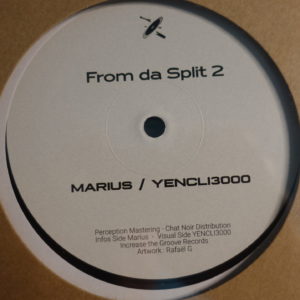 From da Split 2
MARIUS / YENCLI3000
Perception Mastering - Chat Noir Distribution
Infos Side Marius - Visual Side YENCLI3000
Increase the Groove Records
Artwork : Rafaël G